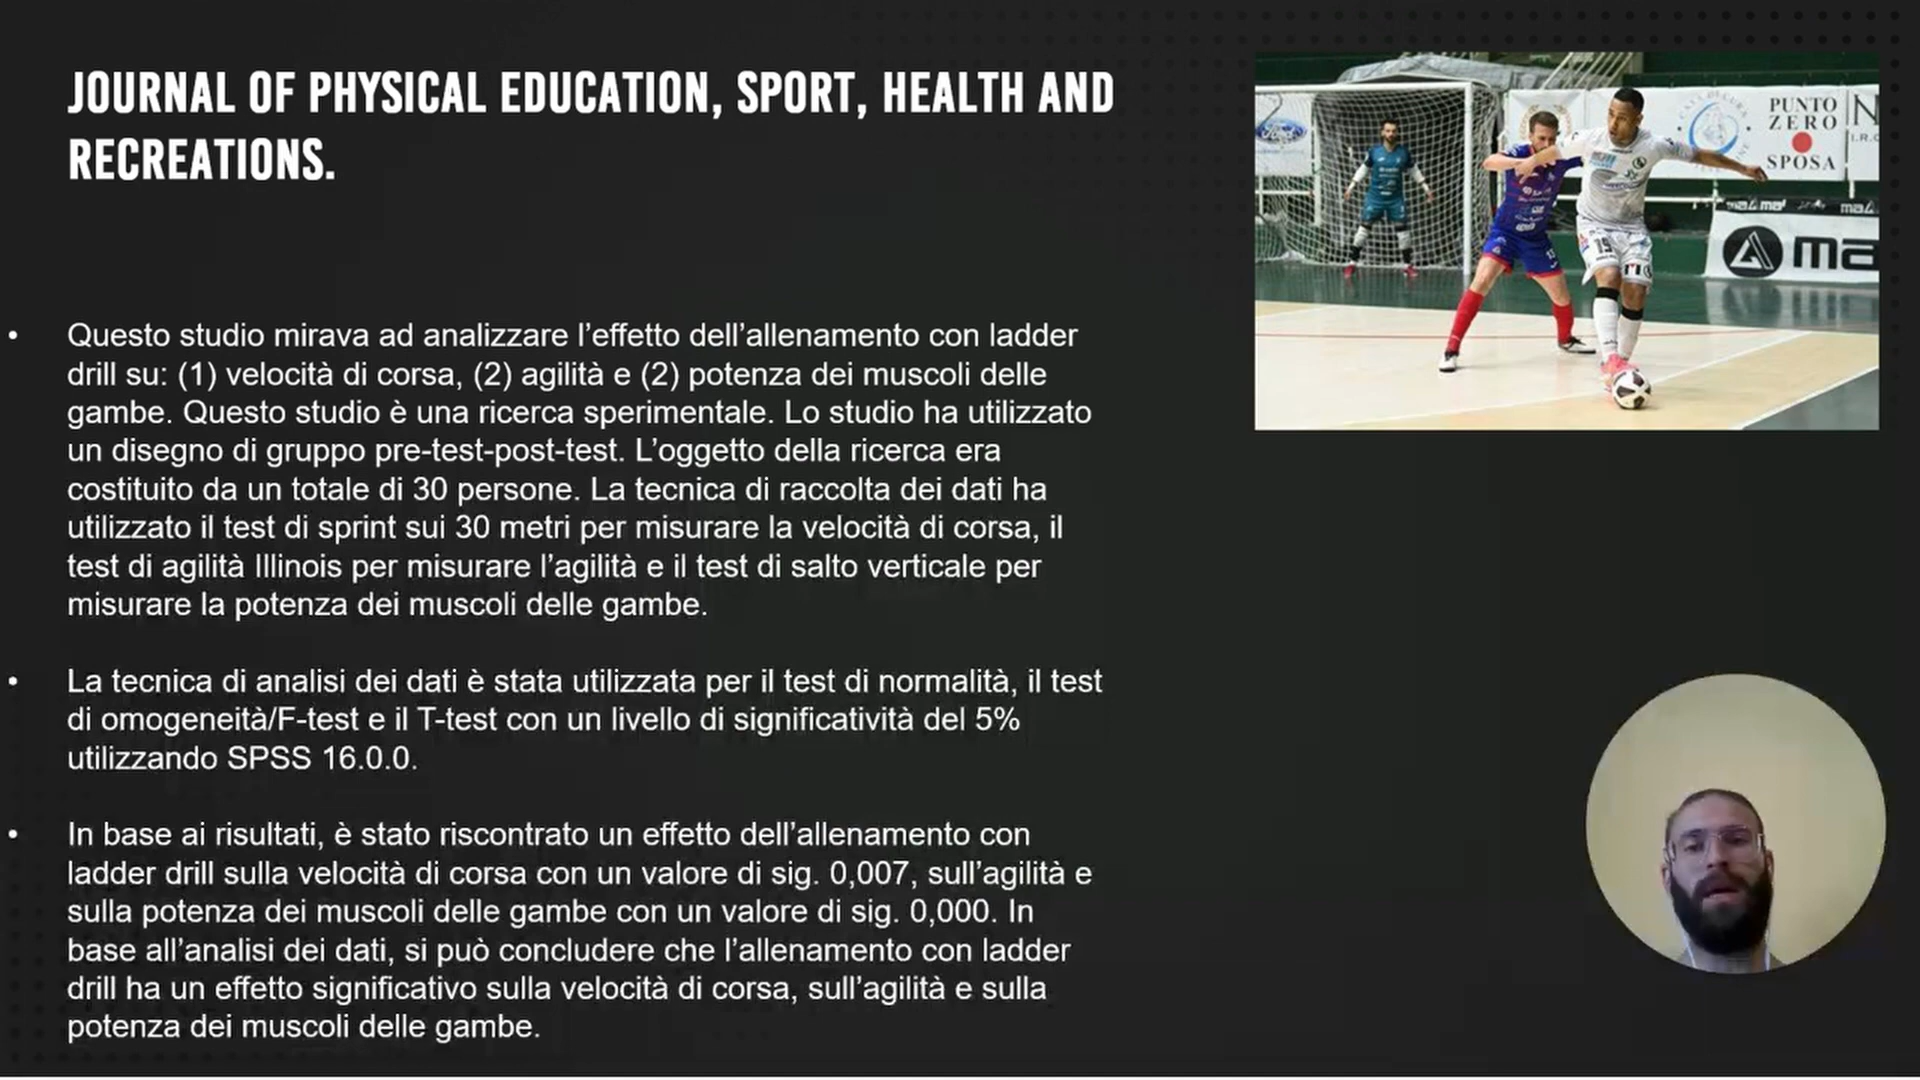 JOURNAL OF PHYSICAL EDUCATION, SPORT, HEALTH AND
RECREATIONS.
• Questo studio mirava ad analizzare l’effetto dell’allenamento con ladder
drill su: (1) velocità di corsa, (2) agilità e (2) potenza dei muscoli delle
gambe. Questo studio è una ricerca sperimentale. Lo studio ha utilizzato
un disegno di gruppo pre-test-post-test. L’oggetto della ricerca era
costituito da un totale di 30 persone. La tecnica di raccolta dei dati ha
utilizzato il test di sprint sui 30 metri per misurare la velocità di corsa, il
test di agilità Illinois per misurare l’agilità e il test di salto verticale per
misurare la potenza dei muscoli delle gambe.
• La tecnica di analisi dei dati è stata utilizzata per il test di normalità, il test
di omogeneità/F-test e il T-test con un livello di significatività del 5%
utilizzando SPSS 16.0.0.
• In base ai risultati, è stato riscontrato un effetto dell’allenamento con
ladder drill sulla velocità di corsa con un valore di sig. 0,007, sull’agilità e
sulla potenza dei muscoli delle gambe con un valore di sig. 0,000. In
base all’analisi dei dati, si può concludere che l’allenamento con ladder
drill ha un effetto significativo sulla velocità di corsa, sull’agilità e sulla
potenza dei muscoli delle gambe.
Ford
PUNTO
ZERO
SPOSA
N
I.R.
ma
19